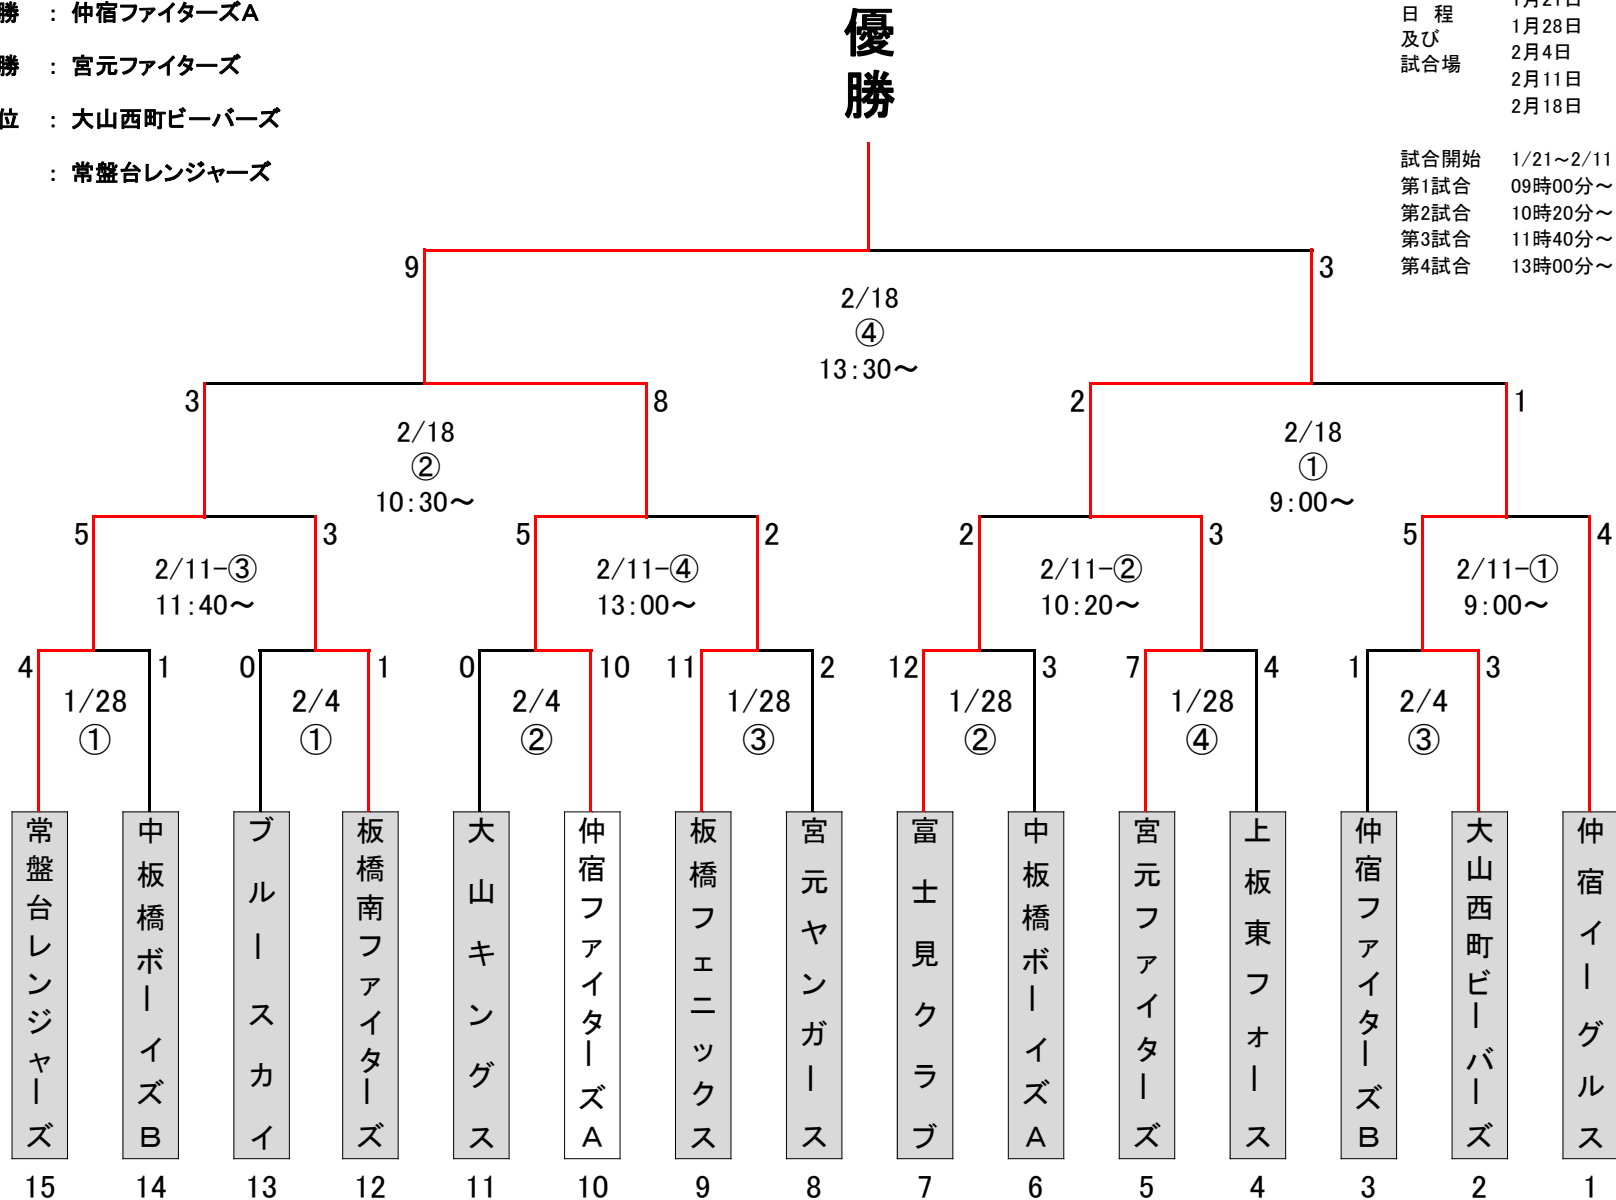 勝 : 仲宿ファイターズA
勝 : 宮元ファイターズ
位 : 大山西町ビーバーズ
: 常盤台レンジャーズ
優勝
日 程
及び
試合場
1月21日
1月28日
2月4日
2月11日
2月18日
試合開始 1/21～2/11
第1試合 09時00分～
第2試合 10時20分～
第3試合 11時40分～
第4試合 13時00分～
9 3
2/18
④
13:30～
3 8 2 1
2/18 2/18
② ①
10:30～ 9:00～
5 3 5 2 2 3 5 4
2/11-③ 2/11-④ 2/11-② 2/11-①
11:40～ 13:00～ 10:20～ 9:00～
4 1 0 1 0 10 11 2 12 3 7 4 1 3
1/28 2/4 2/4 1/28 1/28 1/28 2/4
① ① ② ③ ② ④ ③
常盤台レンジャーズ
中板橋ボーイズB
ブルースカイ
板橋南ファイターズ
大山キングス
仲宿ファイターズA
板橋フェニックス
宮元ヤンガース
富士見クラブ
中板橋ボーイズA
宮元ファイターズ
上板東フォース
仲宿ファイターズB
大山西町ビーバーズ
仲宿イーグルス
15 14 13 12 11 10 9 8 7 6 5 4 3 2 1